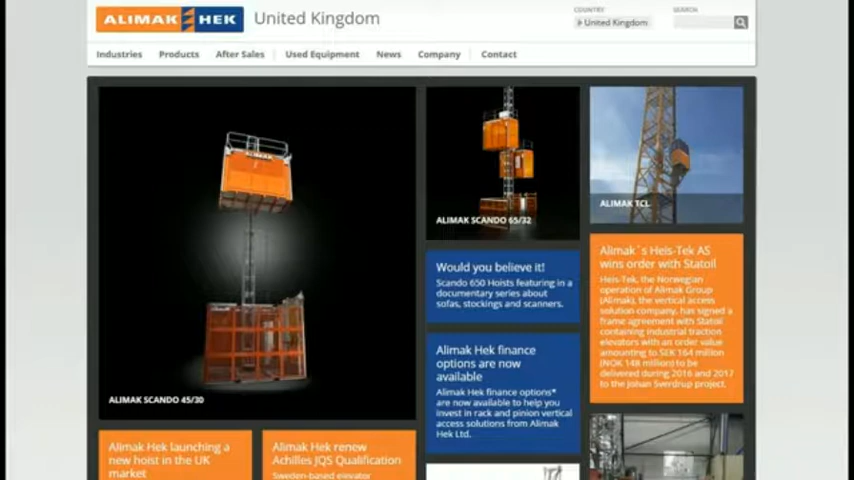 ALIMAK HEK
United Kingdom
COUNTRY
United Kingdom
SEARCH
Industries
Products
After Sales
Used Equipment
News
Company
Contact
ALIMAK
ALIMAK SCANDO 45/30
ALIMAK SCANDO 65/32
ALIMAK TCL
Would you believe it!
Scando 650 Hoists featuring in a
documentary series about
sofas, stockings and scanners.
Alimak Hek finance
options are now
available
Alimak Hek finance options*
are now available to help you
invest in rack and pinion vertical
access solutions from Alimak
Hek Ltd.
Alimak´s Heis-Tek AS
wins order with Statoil
Heis-Tek, the Norwegian
operation of Alimak Group
(Alimak), the vertical access
solution company, has signed a
frame agreement with Statoil
containing industrial traction
elevators with an order value
amounting to SEK 164 million
(NOK 148 million) to be
delivered during 2016 and 2017
to the Johan Sverdrup project.
Alimak Hek launching a
new hoist in the UK
market
Alimak Hek renew
Achilles JQS Qualification
Sweden-based elevator